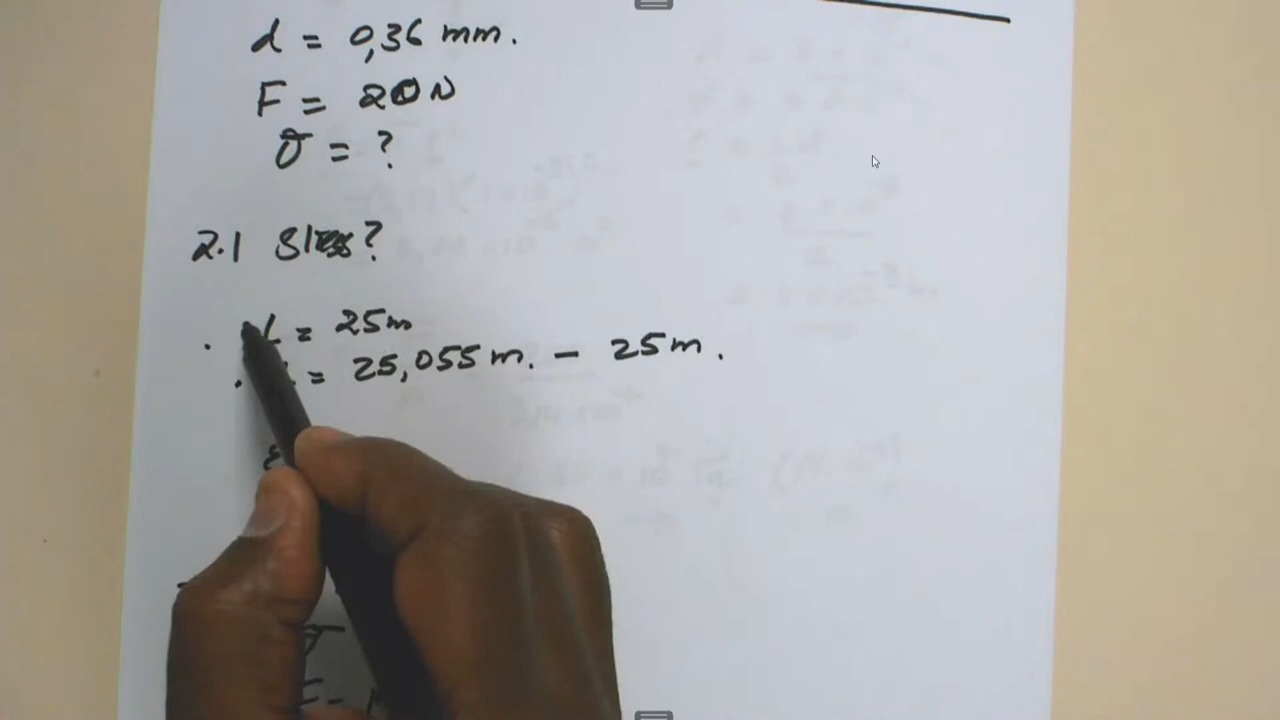 d = 0,36 mm.
F = 20 N
σ = ?
2.1 Stress?
L = 25m
= 25,055 m. - 25m.
ε
σ